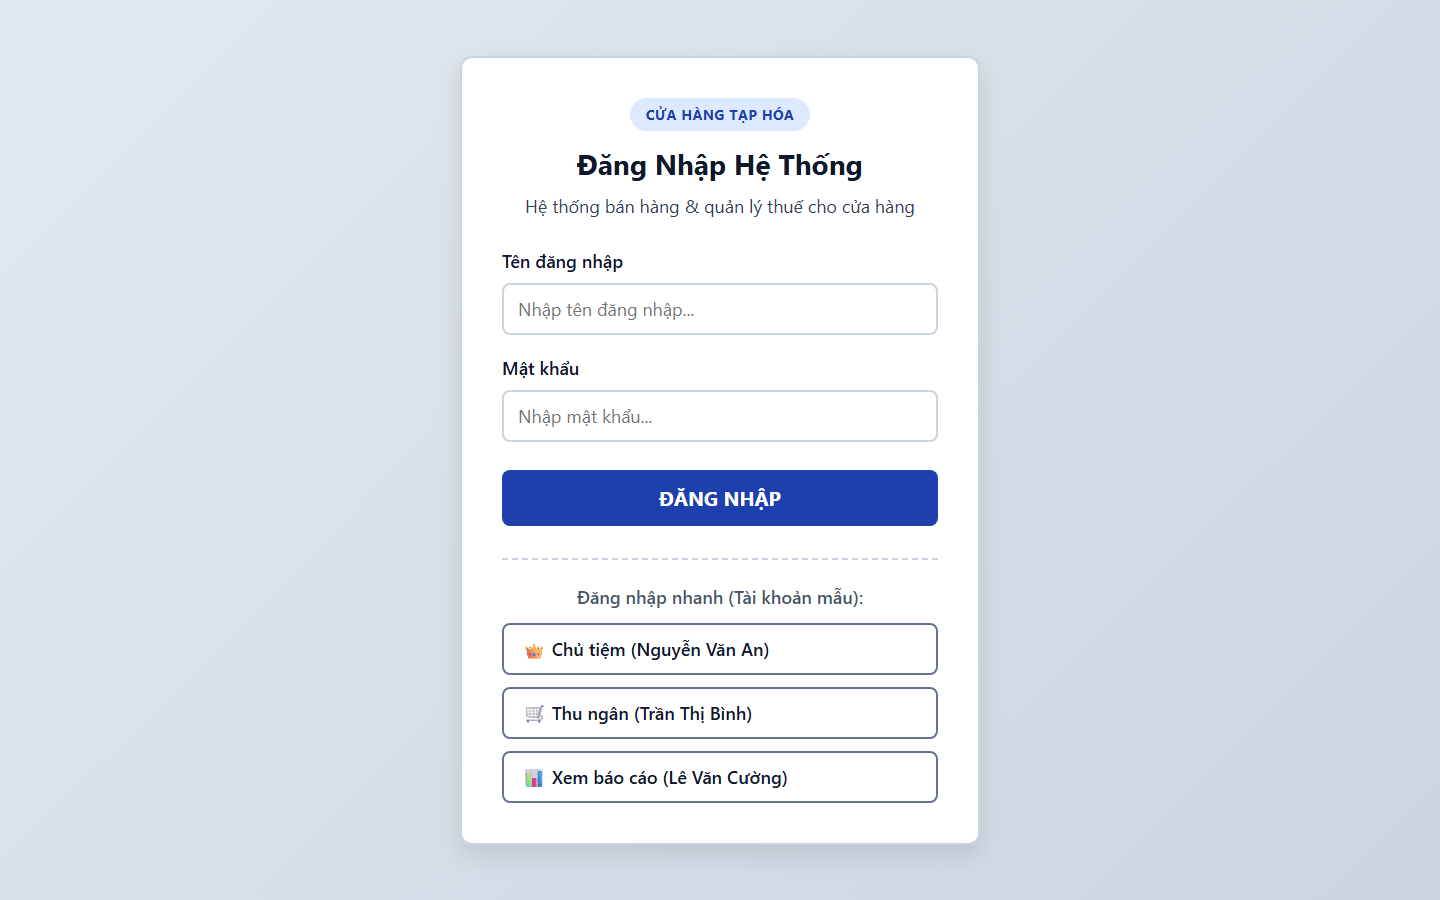 CỬA HÀNG TẠP HÓA
Đăng Nhập Hệ Thống
Hệ thống bán hàng & quản lý thuế cho cửa hàng
Tên đăng nhập
Nhập tên đăng nhập...
Mật khẩu
Nhập mật khẩu...
ĐĂNG NHẬP
Đăng nhập nhanh (Tài khoản mẫu):
Chủ tiệm (Nguyễn Văn An)
Thu ngân (Trần Thị Bình)
Xem báo cáo (Lê Văn Cường)